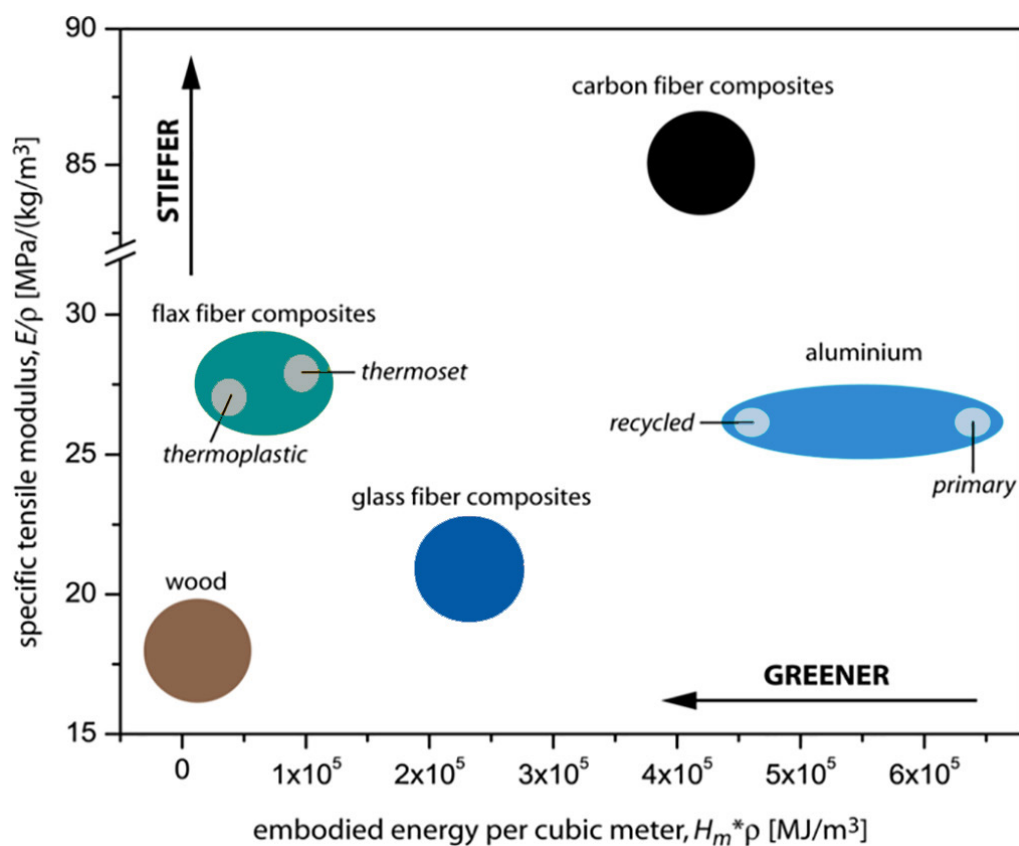 90
carbon fiber composites
STIFFER
85
specific tensile modulus, E/ρ [MPa/(kg/m³)]
30
flax fiber composites
aluminium
thermoset
recycled
thermoplastic
25
primary
glass fiber composites
wood
20
GREENER
15
0 1x10⁵ 2x10⁵ 3x10⁵ 4x10⁵ 5x10⁵ 6x10⁵
embodied energy per cubic meter, Hₘ*ρ [MJ/m³]